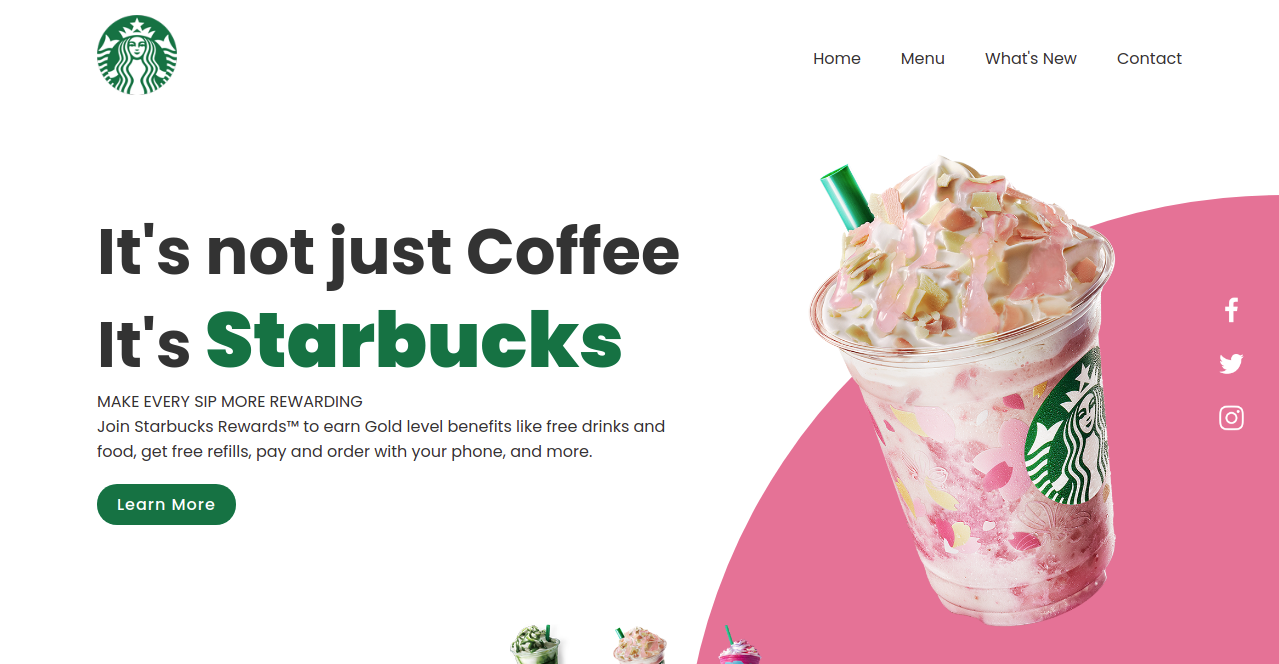 Home Menu What's New Contact
It's not just Coffee
It's Starbucks
MAKE EVERY SIP MORE REWARDING
Join Starbucks Rewards™ to earn Gold level benefits like free drinks and
food, get free refills, pay and order with your phone, and more.
Learn More